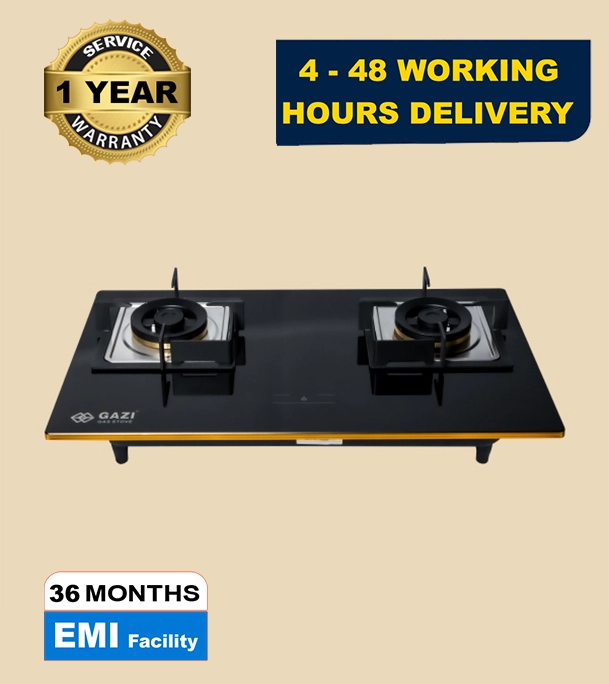 SERVICE
1 YEAR
WARRANTY
4 - 48 WORKING
HOURS DELIVERY
GAZI
GAS STOVE
36 MONTHS
EMI Facility